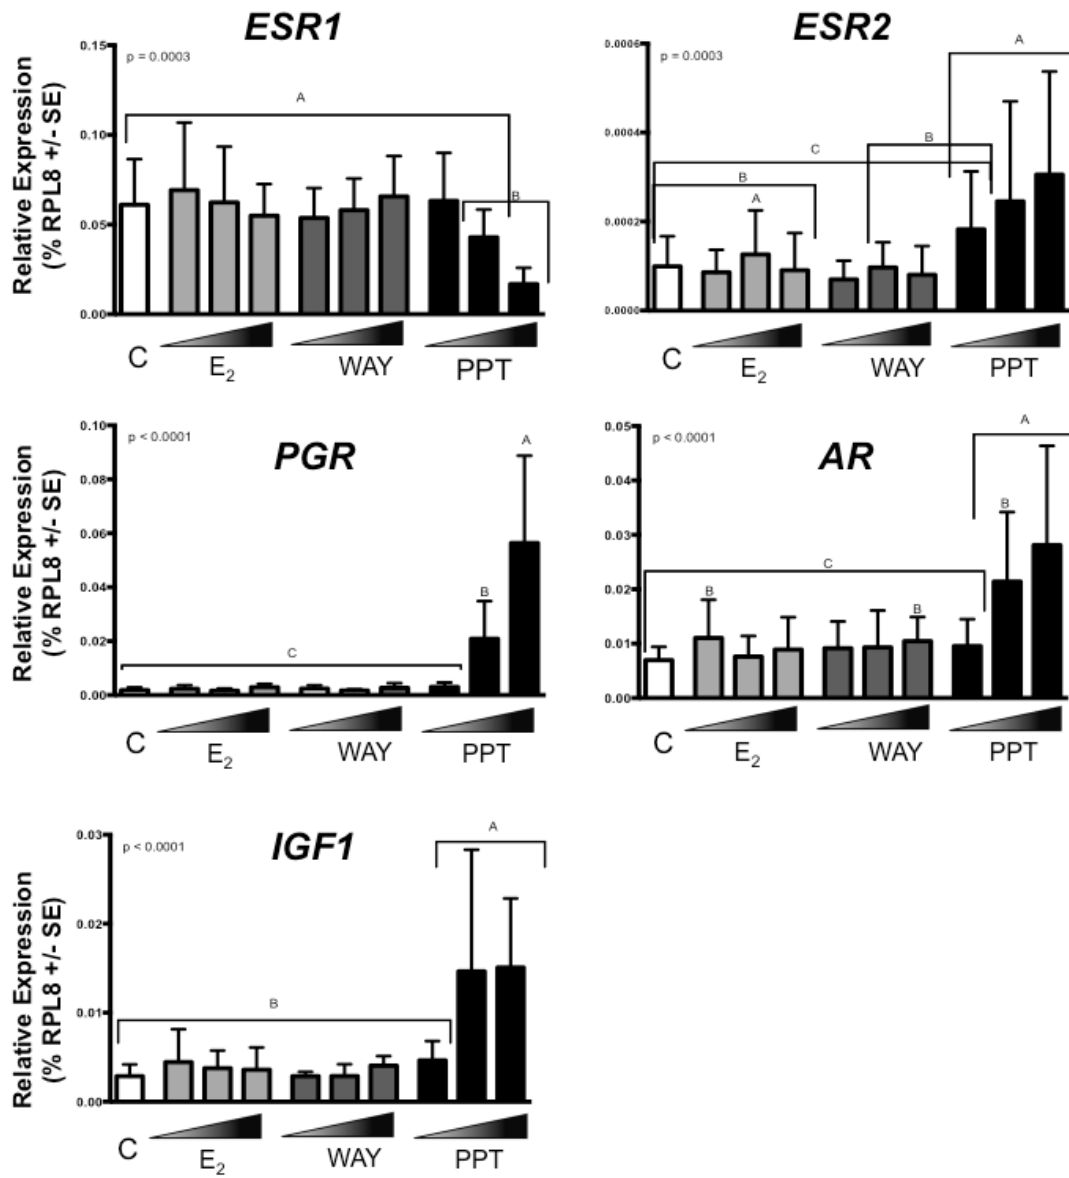 ESR1
Relative Expression
(% RPL8 +/- SE)
0.15
0.10
0.05
0.00
p = 0.0003
A
B
C
E2
WAY
PPT
ESR2
0.0006
0.0004
0.0002
0.0000
p = 0.0003
A
B
C
B
A
C
E2
WAY
PPT
PGR
Relative Expression
(% RPL8 +/- SE)
0.10
0.08
0.06
0.04
0.02
0.00
p < 0.0001
A
B
C
C
E2
WAY
PPT
AR
0.05
0.04
0.03
0.02
0.01
0.00
p < 0.0001
A
B
C
B
B
C
E2
WAY
PPT
IGF1
Relative Expression
(% RPL8 +/- SE)
0.03
0.02
0.01
0.00
p < 0.0001
A
B
C
E2
WAY
PPT